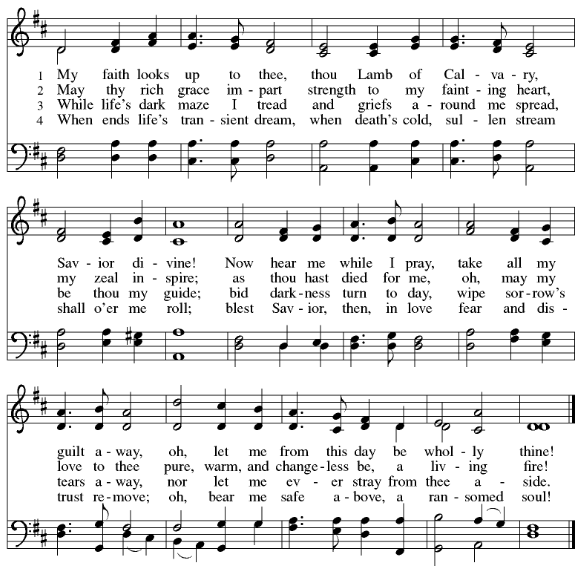 1 My faith looks up to thee, thou Lamb of Cal - va - ry,
2 May thy rich grace im - part strength to my faint - ing heart,
3 While life's dark maze I tread and griefs a - round me spread,
4 When ends life's tran - sient dream, when death's cold, sul - len stream
Sav - ior di - vine! Now hear me while I pray, take all my
my zeal in - spire; as thou hast died for me, oh, may my
be thou my guide; bid dark - ness turn to day, wipe sor - row's
shall o'er me roll; blest Sav - ior, then, in love fear and dis -
guilt a - way, oh, let me from this day be whol - ly thine!
love to thee pure, warm, and change - less be, a liv - ing fire!
tears a - way, nor let me ev - er stray from thee a - side.
trust re - move; oh, bear me safe a - bove, a ran - somed soul!